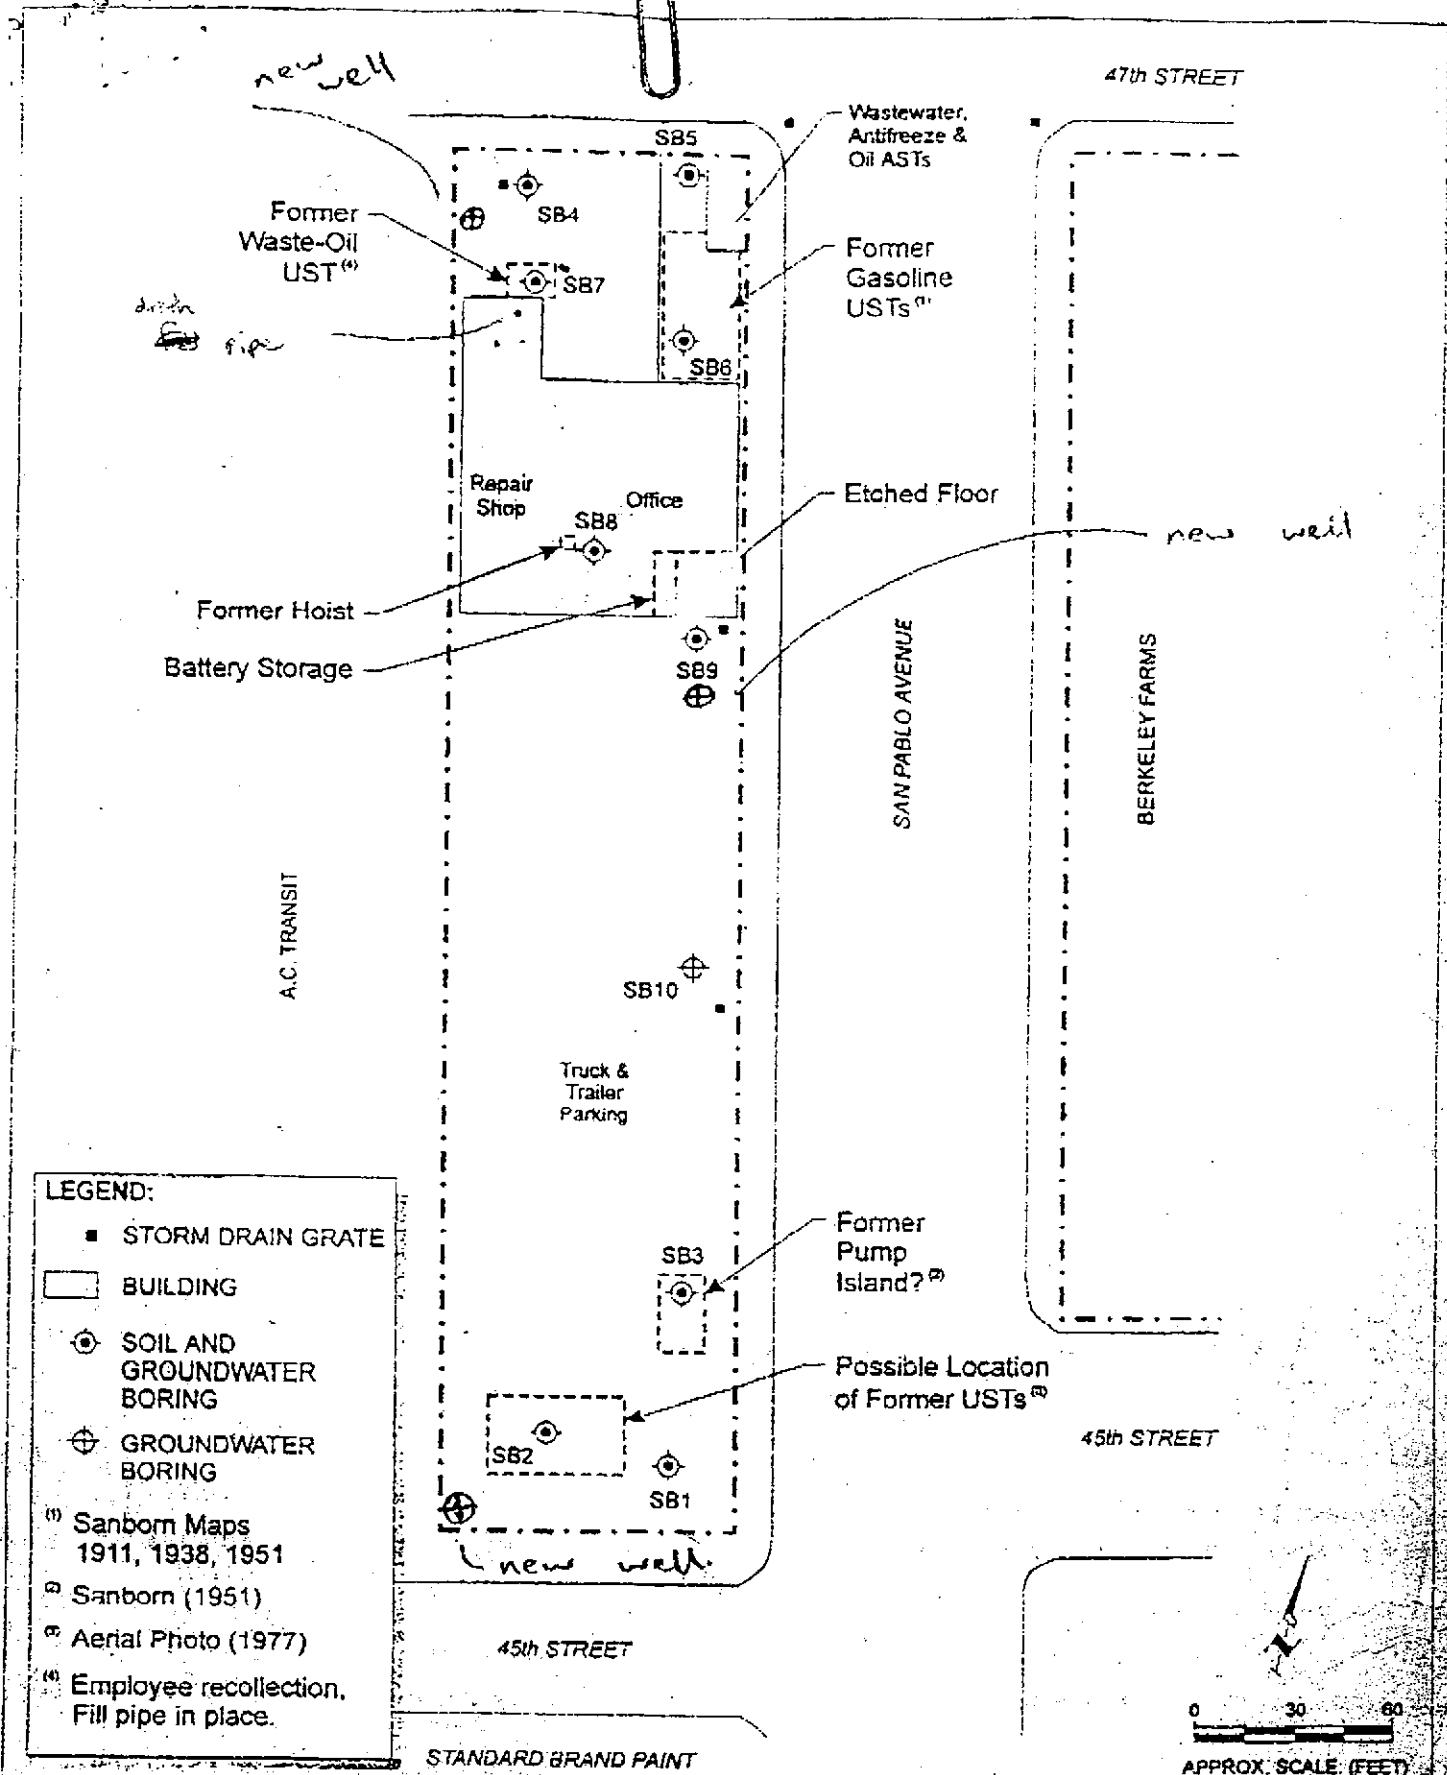 new well
47th STREET
Wastewater,
Antifreeze &
Oil ASTs
SB5
SB4
Former
Waste-Oil
UST (4)
SB7
Former
Gasoline
USTs (1)
drain
pipe
SB6
Repair
Shop
Office
SB8
Etched Floor
new well
Former Hoist
Battery Storage
SB9
SAN PABLO AVENUE
BERKELEY FARMS
A.C. TRANSIT
SB10
Truck &
Trailer
Parking
LEGEND:
STORM DRAIN GRATE
BUILDING
SOIL AND
GROUNDWATER
BORING
GROUNDWATER
BORING
(1) Sanborn Maps
1911, 1938, 1951
(2) Sanborn (1951)
(3) Aerial Photo (1977)
(4) Employee recollection,
Fill pipe in place.
SB3
Former
Pump
Island? (2)
Possible Location
of Former USTs (3)
SB2
SB1
45th STREET
new well
45th STREET
STANDARD BRAND PAINT
N
0 30 60
APPROX. SCALE: (FEET)